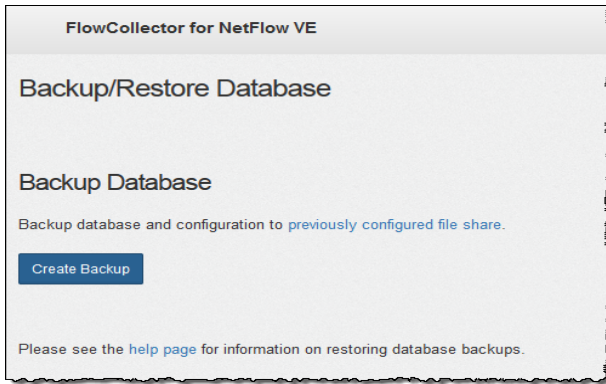 FlowCollector for NetFlow VE
Backup/Restore Database
Backup Database
Backup database and configuration to previously configured file share.
Create Backup
Please see the help page for information on restoring database backups.